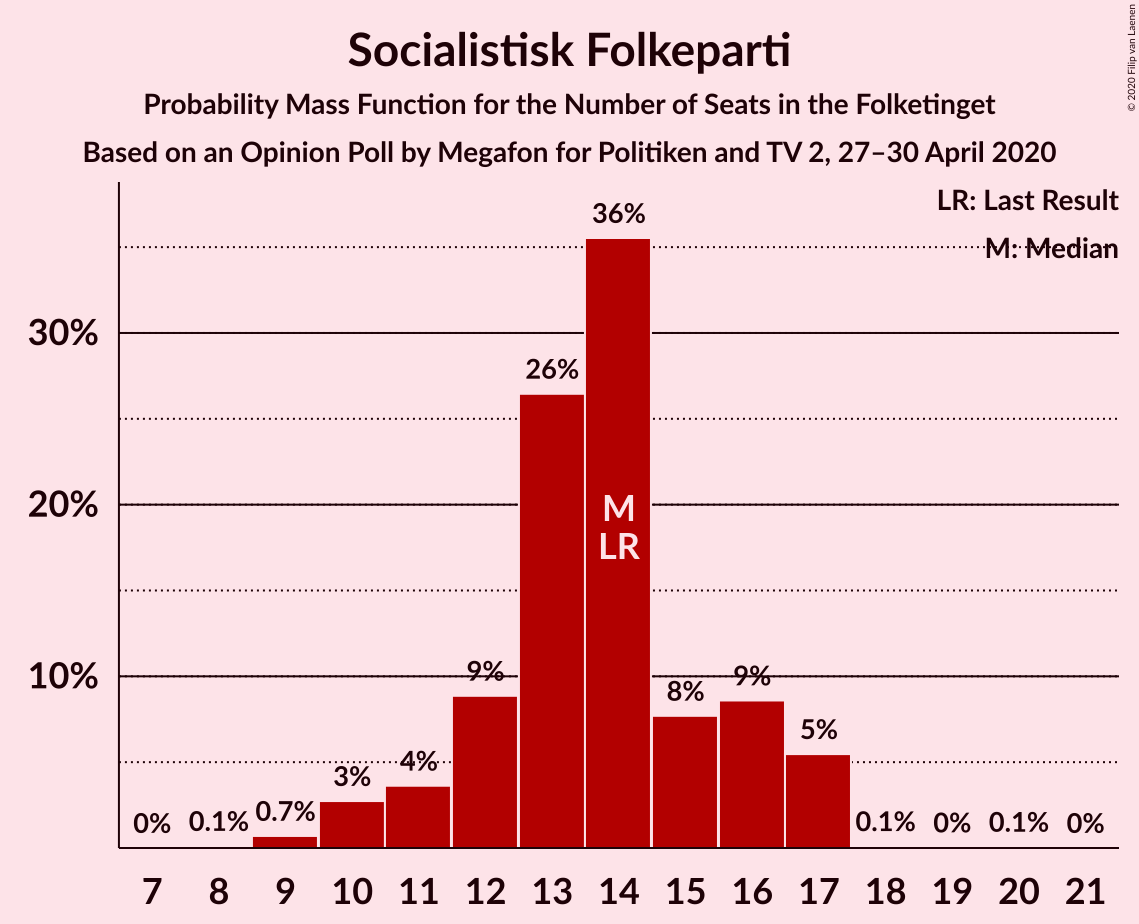 Socialistisk Folkeparti
Probability Mass Function for the Number of Seats in the Folketinget
Based on an Opinion Poll by Megafon for Politiken and TV 2, 27–30 April 2020
© 2020 Filip van Laenen
LR: Last Result
M: Median
36%
30%
26%
20%
M
LR
10%
9%
8%
9%
5%
4%
3%
0.7%
0%
0.1%
0.1%
0%
0.1%
0%
7 8 9 10 11 12 13 14 15 16 17 18 19 20 21